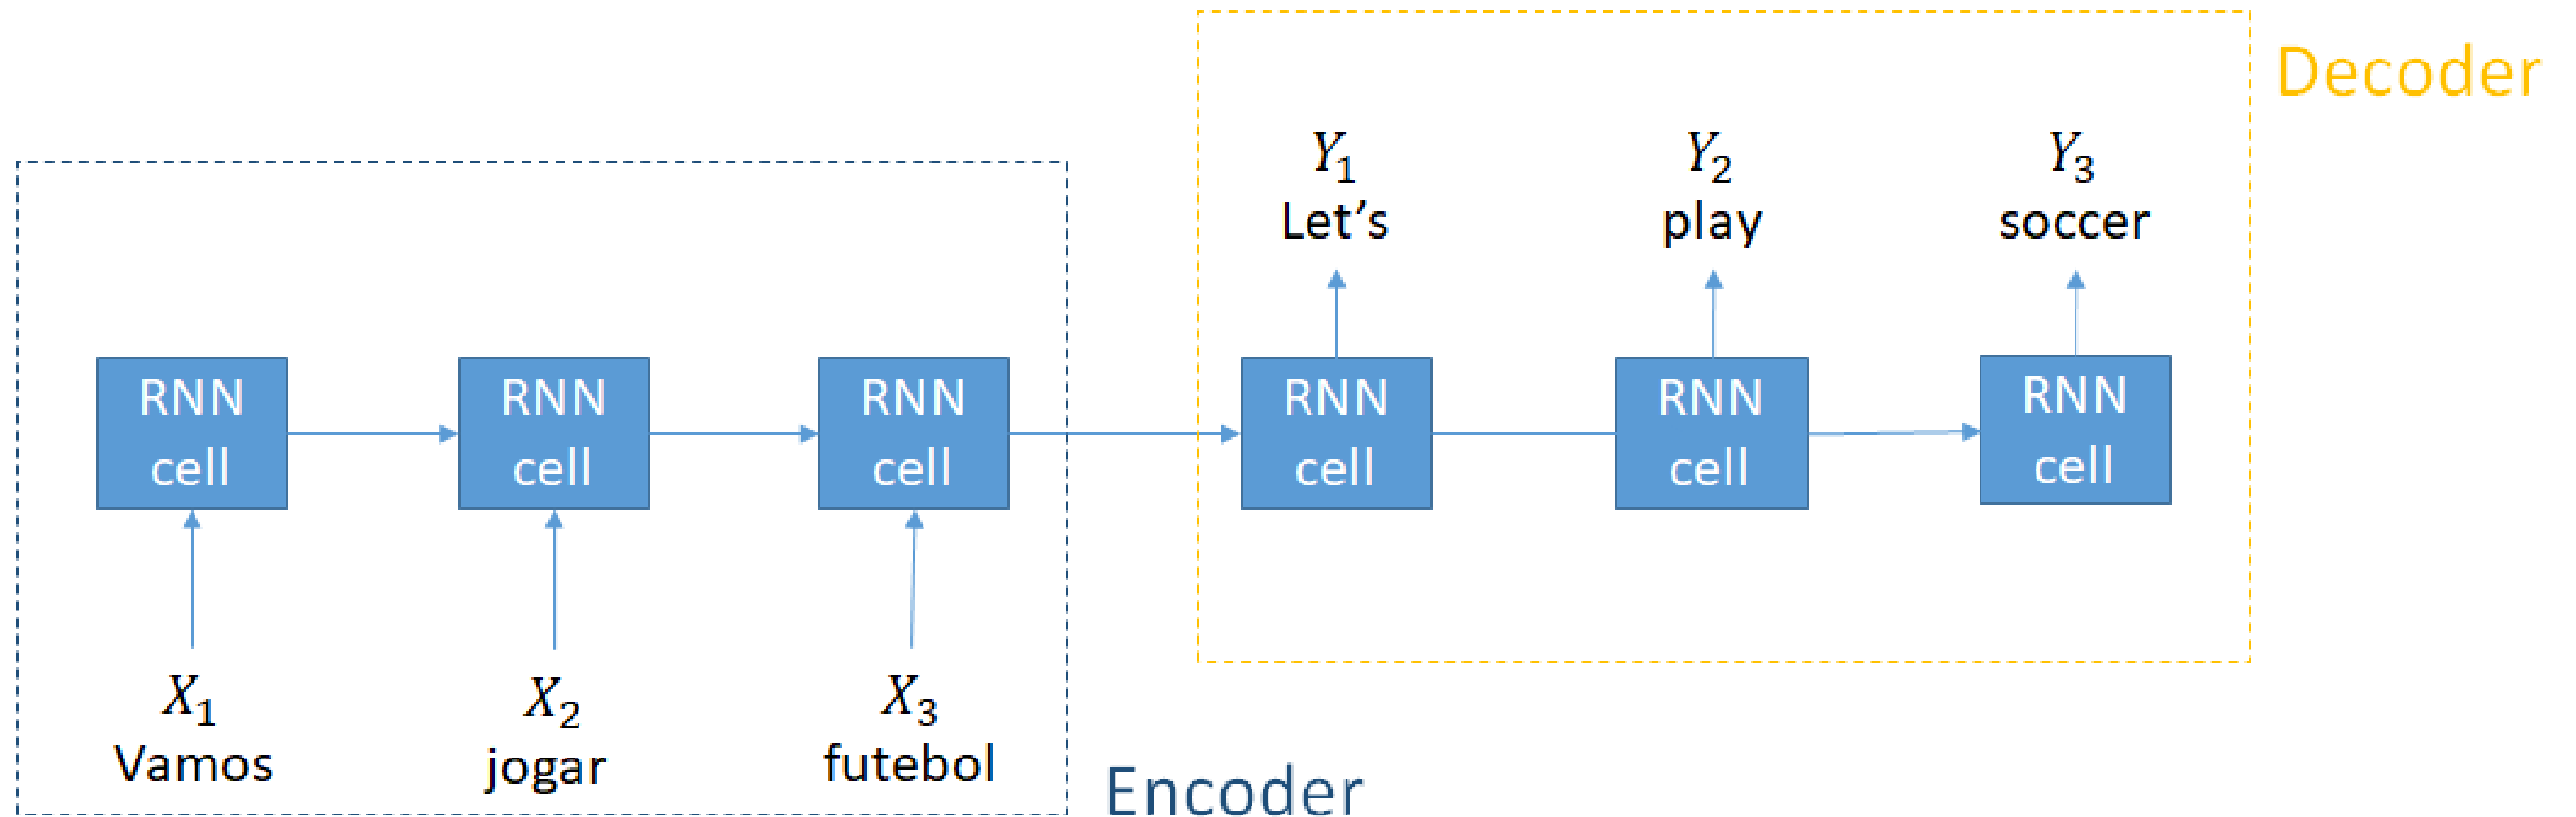 Decoder
Y1 Y2 Y3
Let's play soccer
RNN cell RNN cell RNN cell RNN cell RNN cell RNN cell
X1 X2 X3
Vamos jogar futebol
Encoder